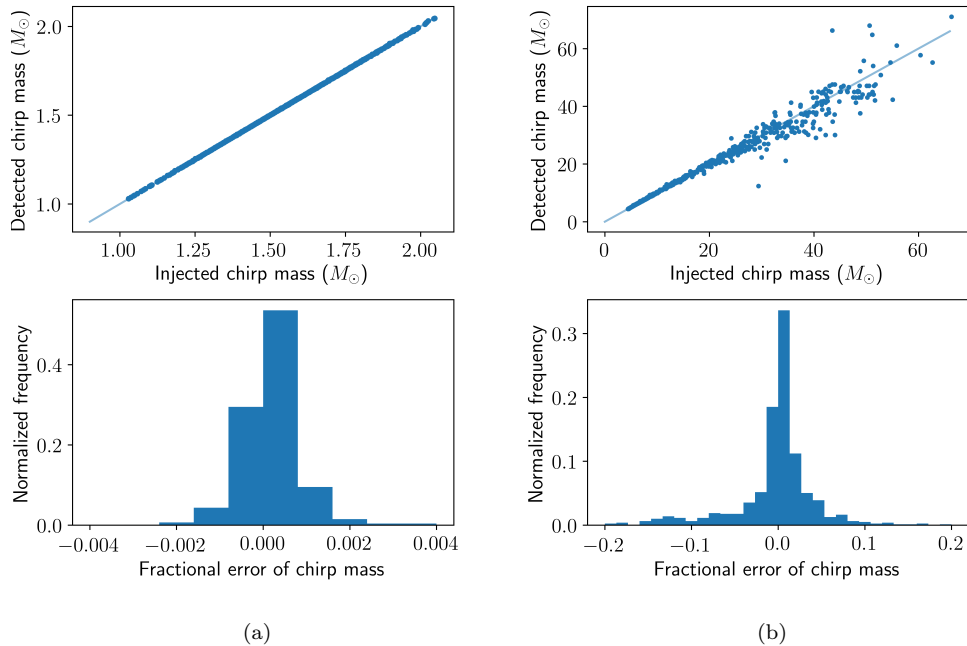 2.0
1.5
1.0
Detected chirp mass (M⊙)
1.00 1.25 1.50 1.75 2.00
Injected chirp mass (M⊙)
60
40
20
0
Detected chirp mass (M⊙)
0 20 40 60
Injected chirp mass (M⊙)
0.4
0.2
0.0
Normalized frequency
−0.004 −0.002 0.000 0.002 0.004
Fractional error of chirp mass
0.3
0.2
0.1
0.0
Normalized frequency
−0.2 −0.1 0.0 0.1 0.2
Fractional error of chirp mass
(a)
(b)